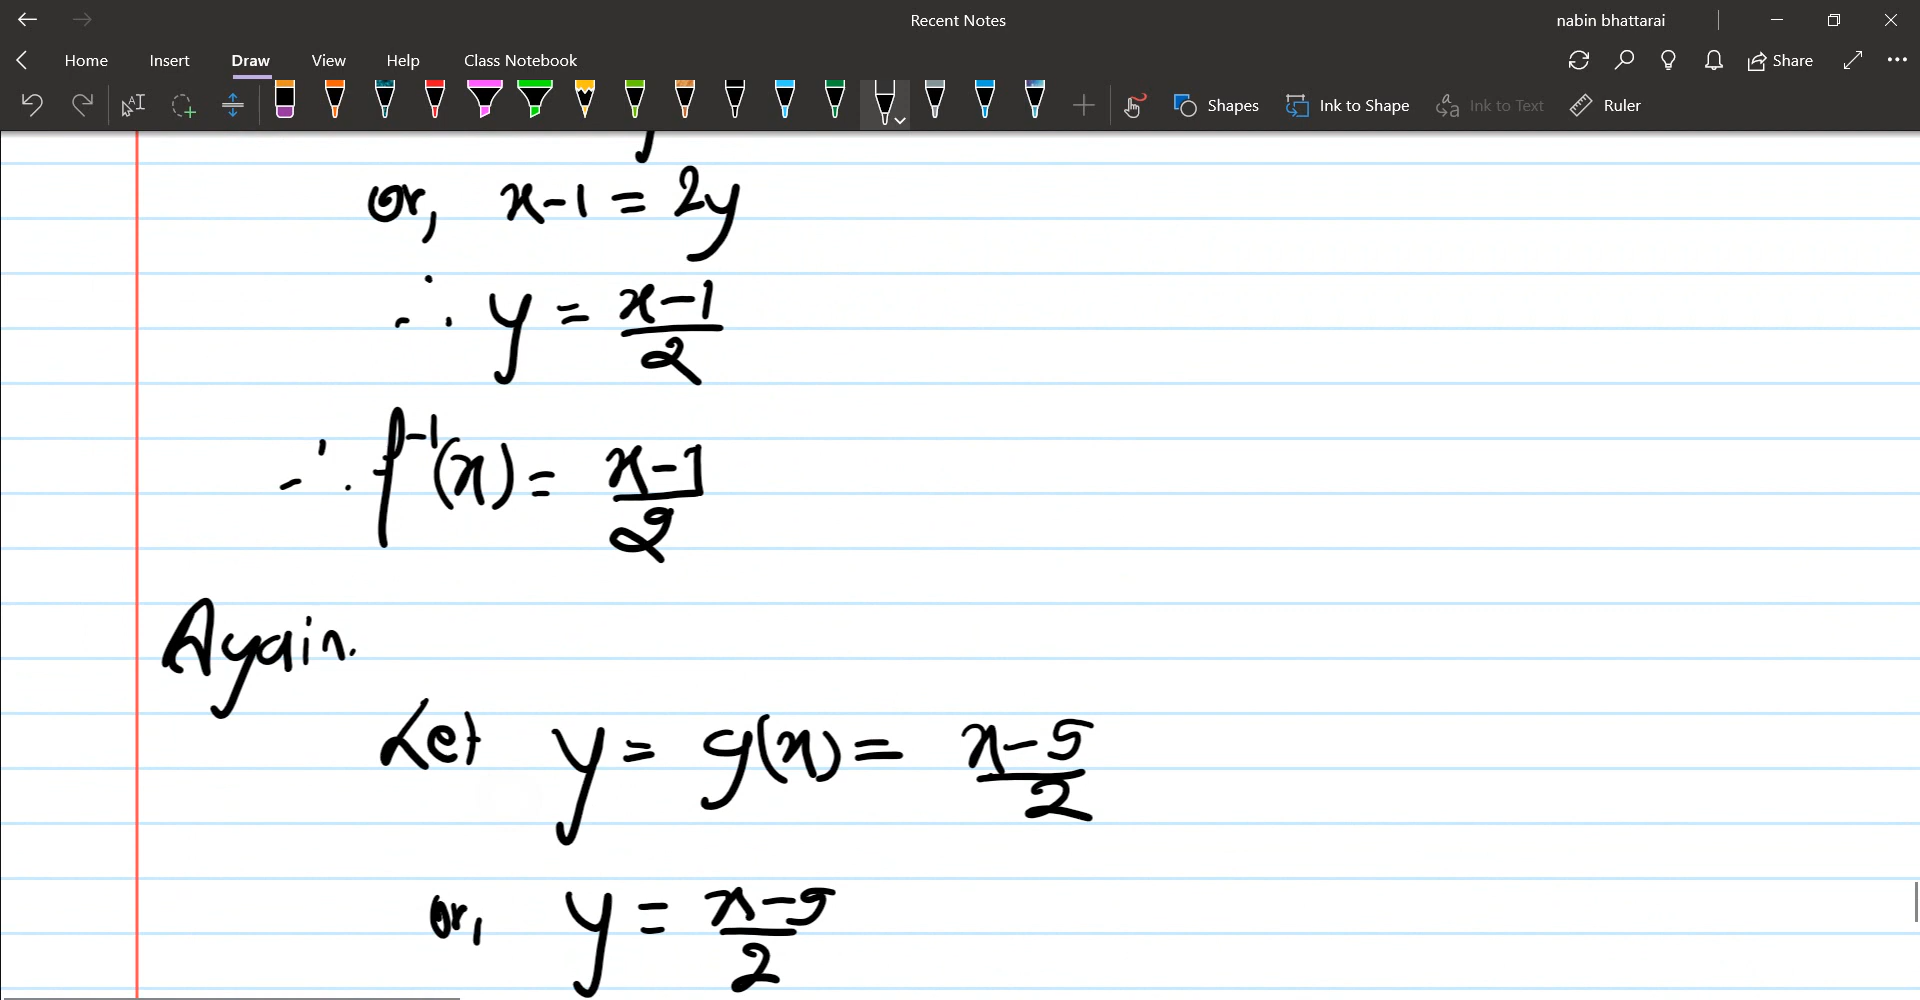 Recent Notes nabin bhattarai
Home Insert Draw View Help Class Notebook Share
Shapes Ink to Shape Ink to Text Ruler
or, x-1 = 2y
∴ y = (x-1)/2
∴ f⁻¹(x) = (x-1)/2
Again.
Let y = g(x) = (x-5)/2
or, y = (x-5)/2